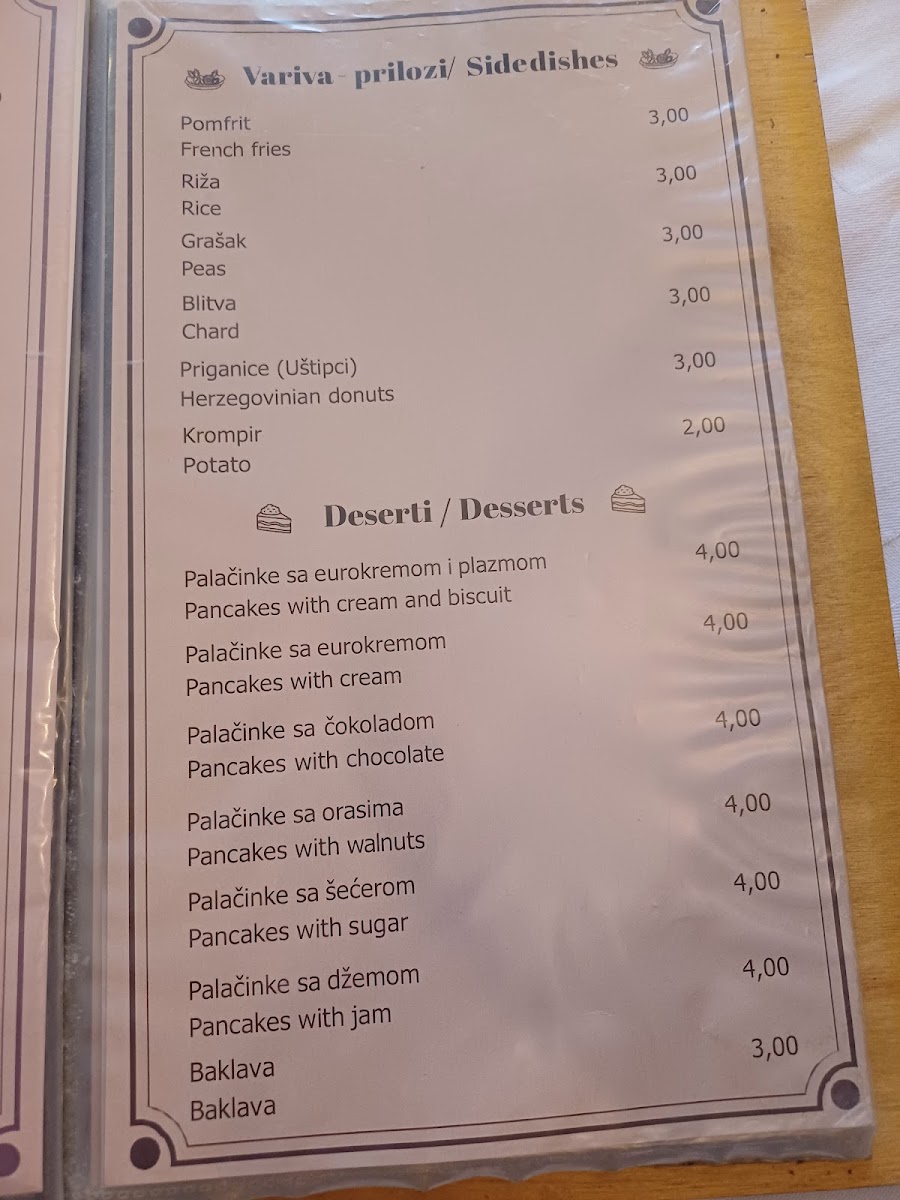 Variva - prilozi/ Sidedishes
Pomfrit 3,00
French fries
Riža 3,00
Rice
Grašak 3,00
Peas
Blitva 3,00
Chard
Priganice (Uštipci) 3,00
Herzegovinian donuts
Krompir 2,00
Potato
Deserti / Desserts
Palačinke sa eurokremom i plazmom 4,00
Pancakes with cream and biscuit
Palačinke sa eurokremom 4,00
Pancakes with cream
Palačinke sa čokoladom 4,00
Pancakes with chocolate
Palačinke sa orasima 4,00
Pancakes with walnuts
Palačinke sa šećerom 4,00
Pancakes with sugar
Palačinke sa džemom 4,00
Pancakes with jam
Baklava 3,00
Baklava